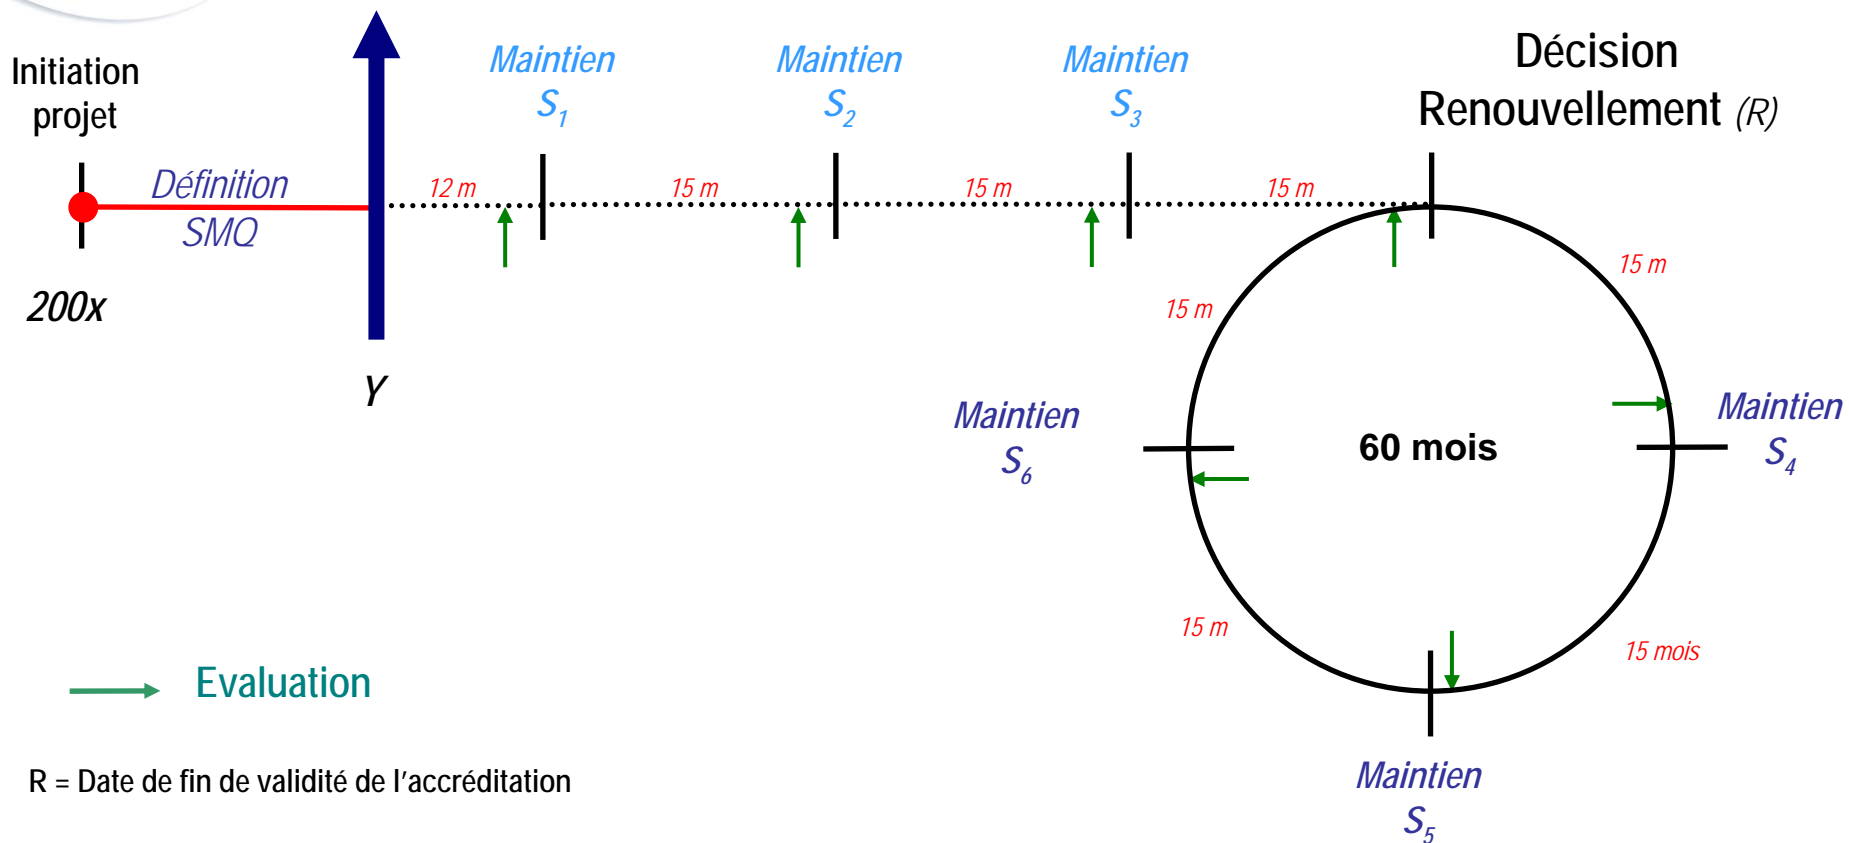 Initiation
projet
200x
Définition
SMQ
Y
12 m
Maintien
S1
15 m
Maintien
S2
15 m
Maintien
S3
15 m
Décision
Renouvellement (R)
15 m
Maintien
S4
15 mois
Maintien
S5
15 m
Maintien
S6
15 m
60 mois
Evaluation
R = Date de fin de validité de l'accréditation